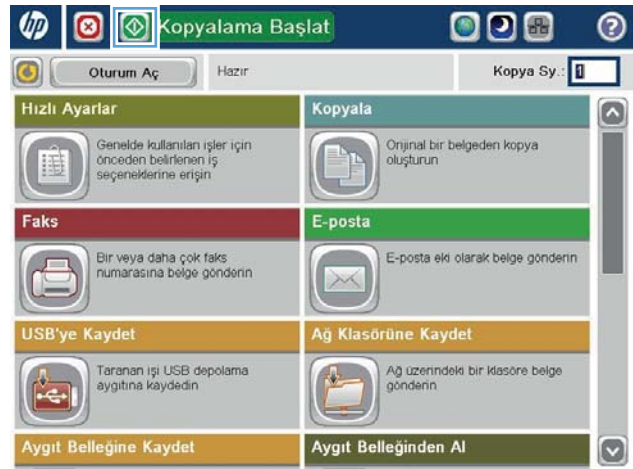 hp
Kopyalama Başlat
?
Oturum Aç
Hazır
Kopya Sy.: 1
Hızlı Ayarlar
Genelde kullanılan işler için
önceden belirlenen iş
seçeneklerine erişin
Kopyala
Orijinal bir belgeden kopya
oluşturun
Faks
Bir veya daha çok faks
numarasına belge gönderin
E-posta
E-posta eki olarak belge gönderin
USB'ye Kaydet
Taranan işi USB depolama
aygıtına kaydedin
Ağ Klasörüne Kaydet
Ağ üzerindeki bir klasöre belge
gönderin
Aygıt Belleğine Kaydet
Aygıt Belleğinden Al